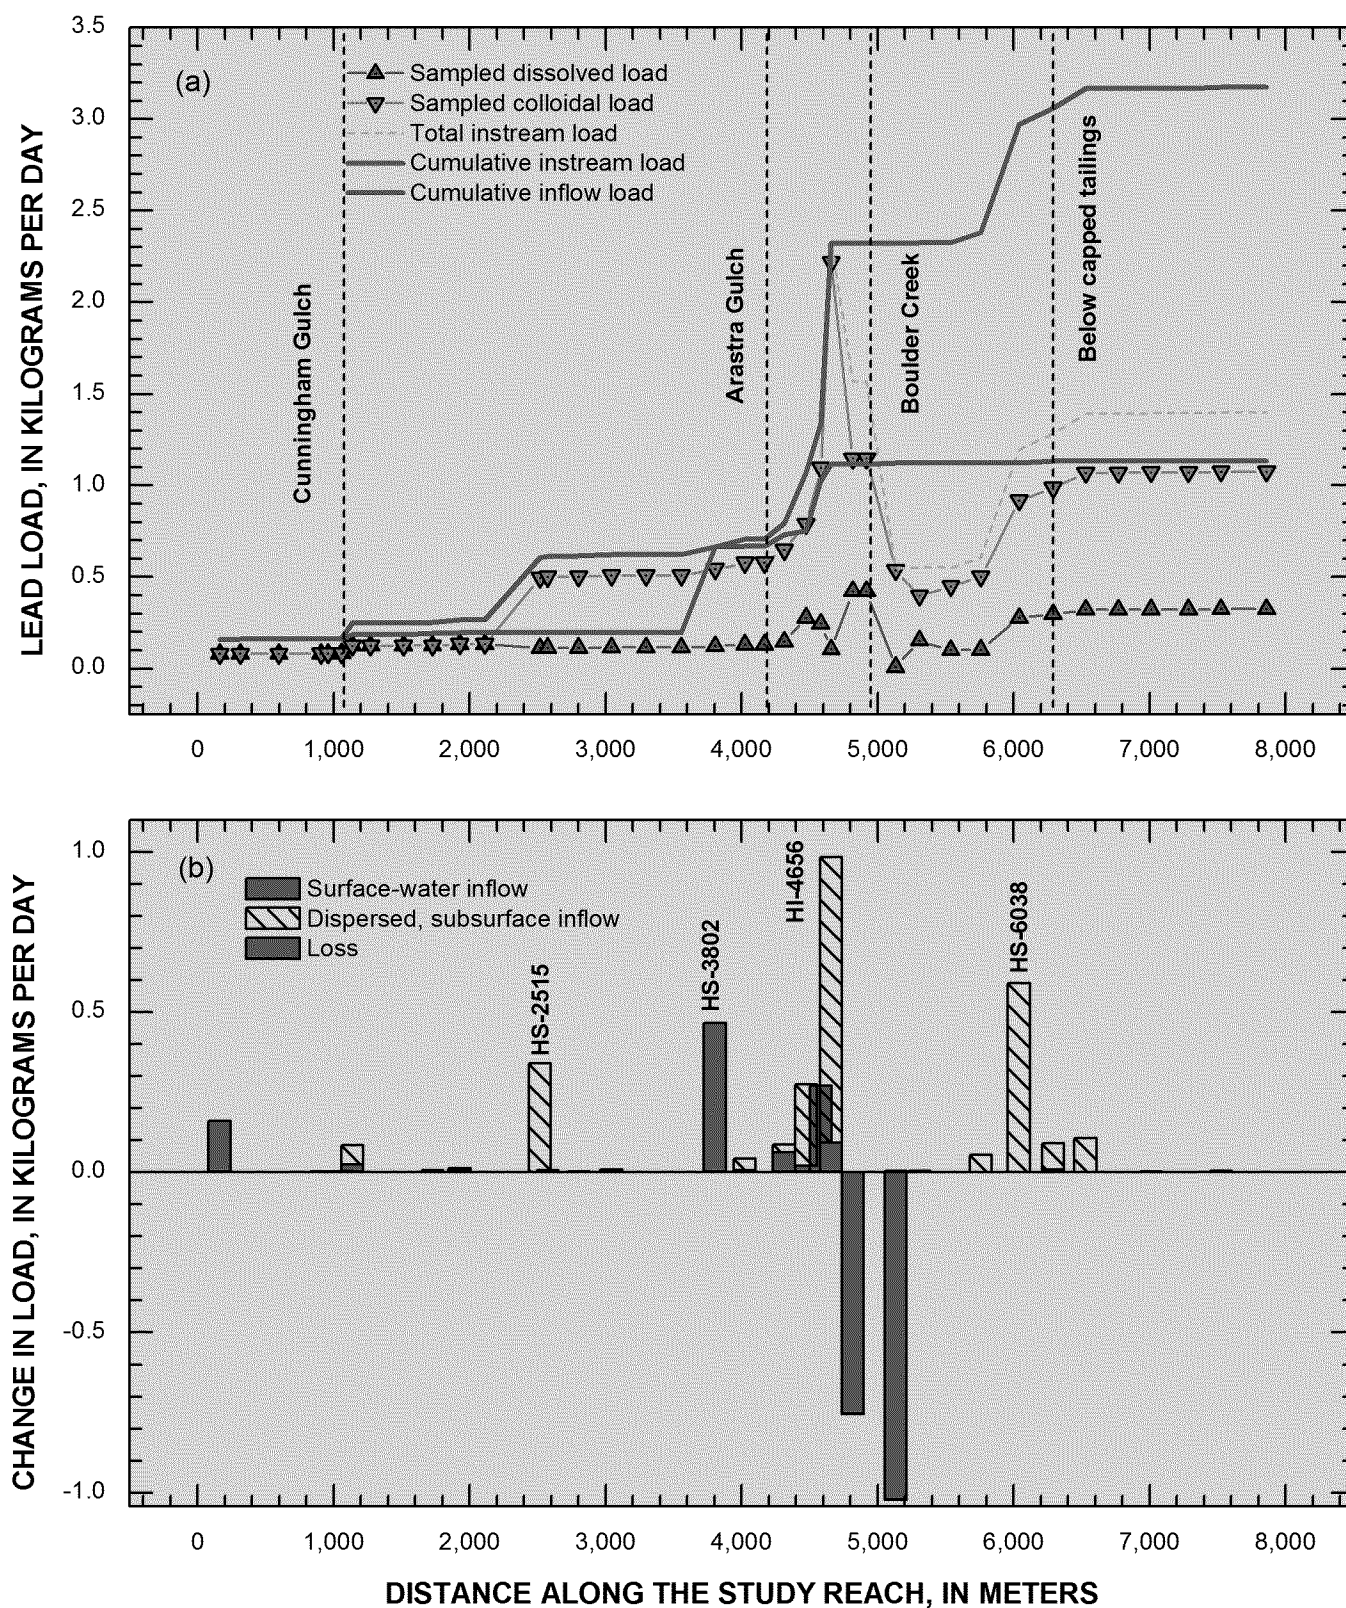 3.5
3.0
2.5
2.0
1.5
1.0
0.5
0.0
LEAD LOAD, IN KILOGRAMS PER DAY
(a)
Sampled dissolved load
Sampled colloidal load
Total instream load
Cumulative instream load
Cumulative inflow load
Cunningham Gulch
Arastra Gulch
Boulder Creek
Below capped tailings
0 1,000 2,000 3,000 4,000 5,000 6,000 7,000 8,000
1.0
0.5
0.0
-0.5
-1.0
CHANGE IN LOAD, IN KILOGRAMS PER DAY
(b)
Surface-water inflow
Dispersed, subsurface inflow
Loss
HS-2515
HS-3802
HI-4656
HS-6038
0 1,000 2,000 3,000 4,000 5,000 6,000 7,000 8,000
DISTANCE ALONG THE STUDY REACH, IN METERS